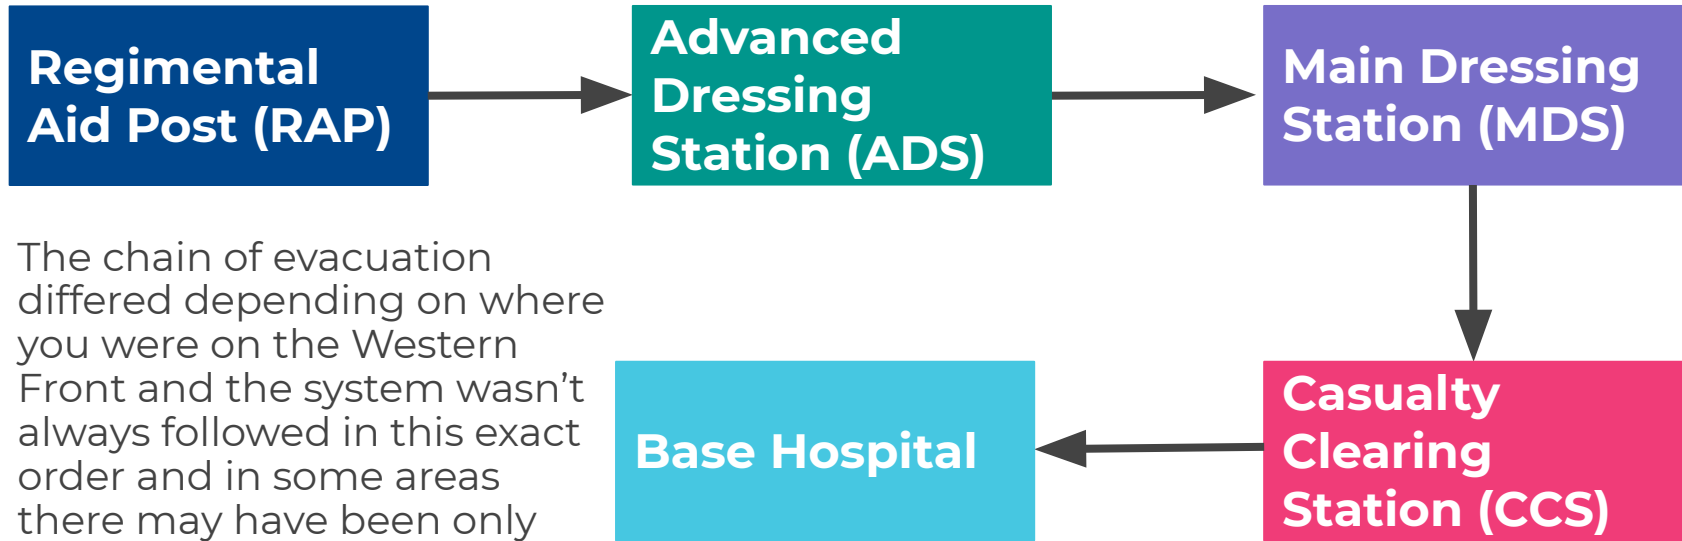 Regimental
Aid Post (RAP)
Advanced
Dressing
Station (ADS)
Main Dressing
Station (MDS)
The chain of evacuation
differed depending on where
you were on the Western
Front and the system wasn’t
always followed in this exact
order and in some areas
there may have been only
Base Hospital
Casualty
Clearing
Station (CCS)